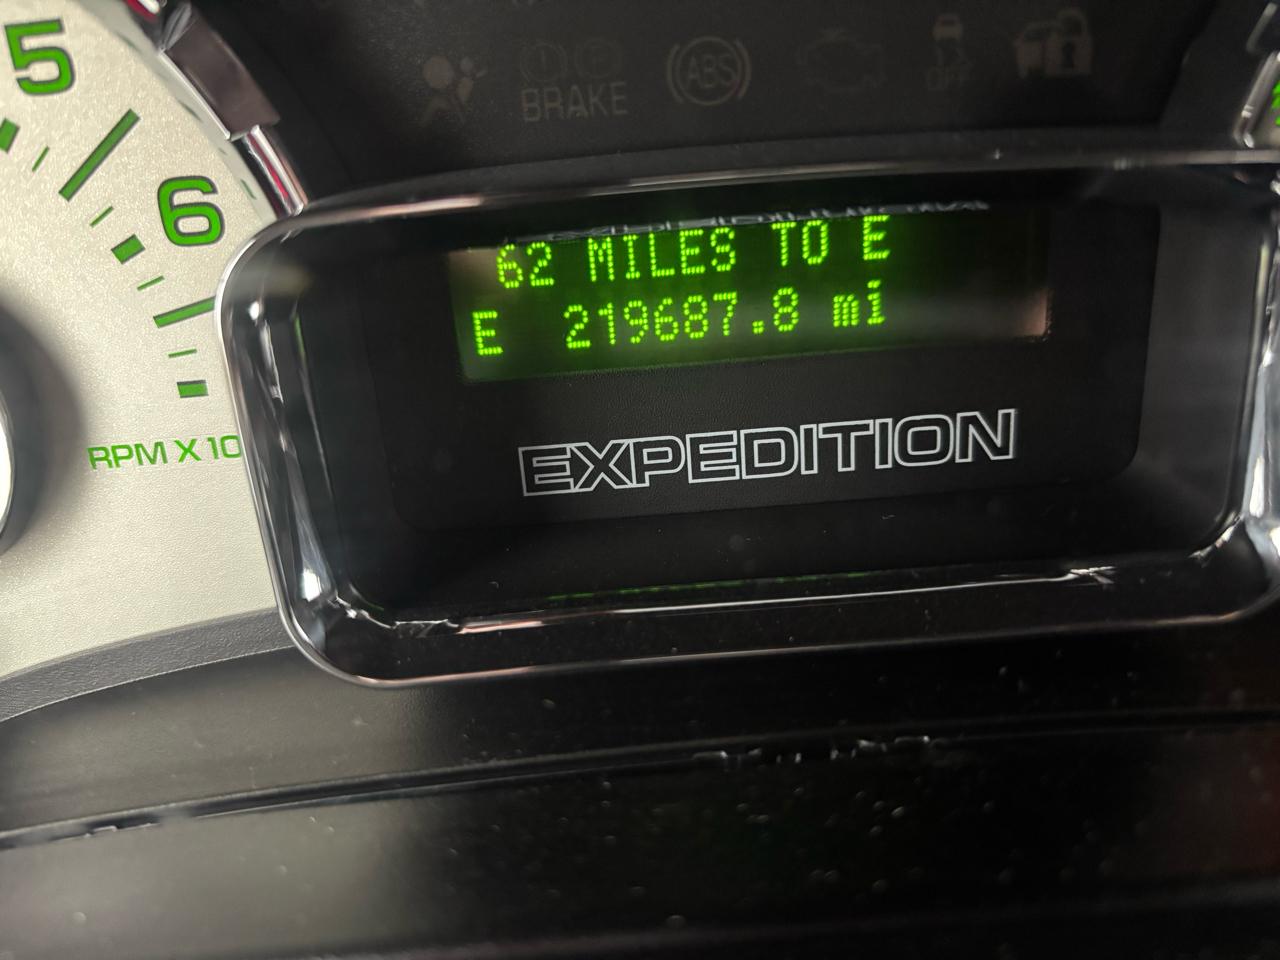 5
BRAKE
ABS
OFF
6
62 MILES TO E
E 219687.8 mi
RPM X 10
EXPEDITION